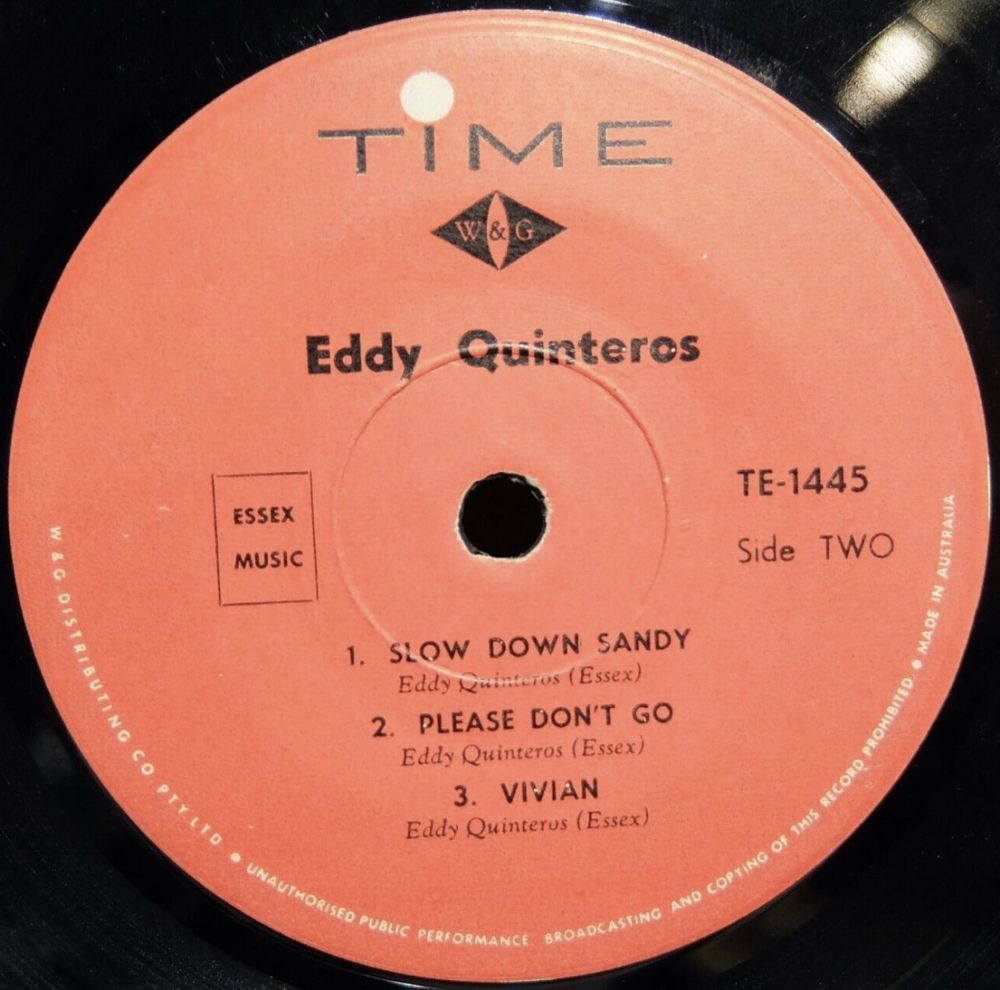 TIME
W & G
Eddy Quinteros
ESSEX
MUSIC
TE-1445
Side TWO
1. SLOW DOWN SANDY
Eddy Quinteros (Essex)
2. PLEASE DON'T GO
Eddy Quinteros (Essex)
3. VIVIAN
Eddy Quinteros (Essex)
W & G DISTRIBUTING CO. PTY. LTD • UNAUTHORISED PUBLIC PERFORMANCE BROADCASTING AND COPYING OF THIS RECORD PROHIBITED • MADE IN AUSTRALIA